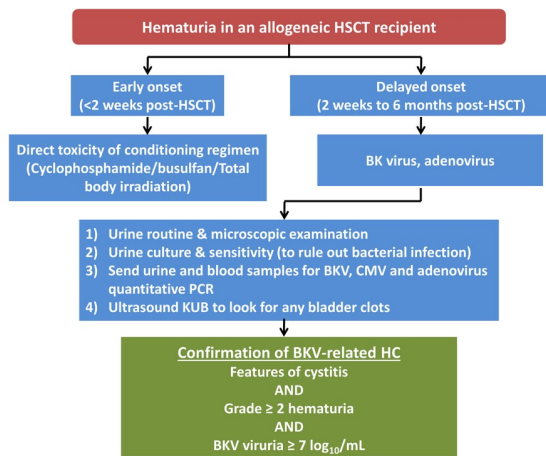 Hematuria in an allogeneic HSCT recipient
Early onset
(<2 weeks post-HSCT)
Delayed onset
(2 weeks to 6 months post-HSCT)
Direct toxicity of conditioning regimen
(Cyclophosphamide/busulfan/Total
body irradiation)
BK virus, adenovirus
1) Urine routine & microscopic examination
2) Urine culture & sensitivity (to rule out bacterial infection)
3) Send urine and blood samples for BKV, CMV and adenovirus
quantitative PCR
4) Ultrasound KUB to look for any bladder clots
Confirmation of BKV-related HC
Features of cystitis
AND
Grade ≥ 2 hematuria
AND
BKV viruria ≥ 7 log₁₀/mL